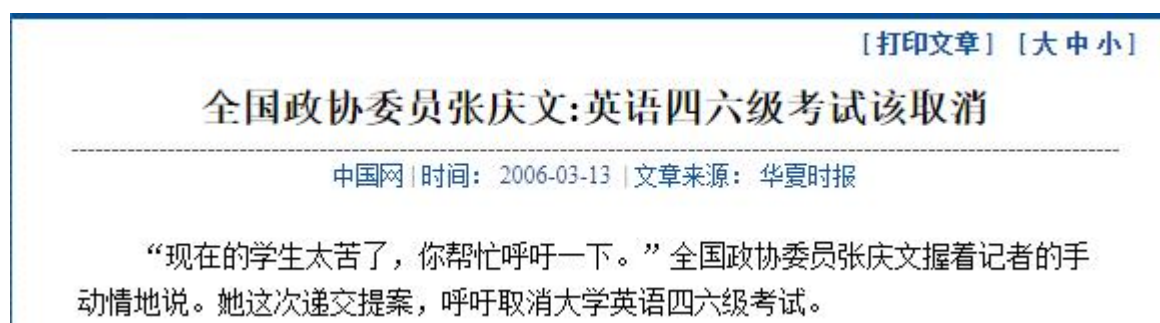 [打印文章] [大 中 小]
全国政协委员张庆文:英语四六级考试该取消
中国网 | 时间: 2006-03-13 | 文章来源: 华夏时报
“现在的学生太苦了，你帮忙呼吁一下。”全国政协委员张庆文握着记者的手
动情地说。她这次递交提案，呼吁取消大学英语四六级考试。